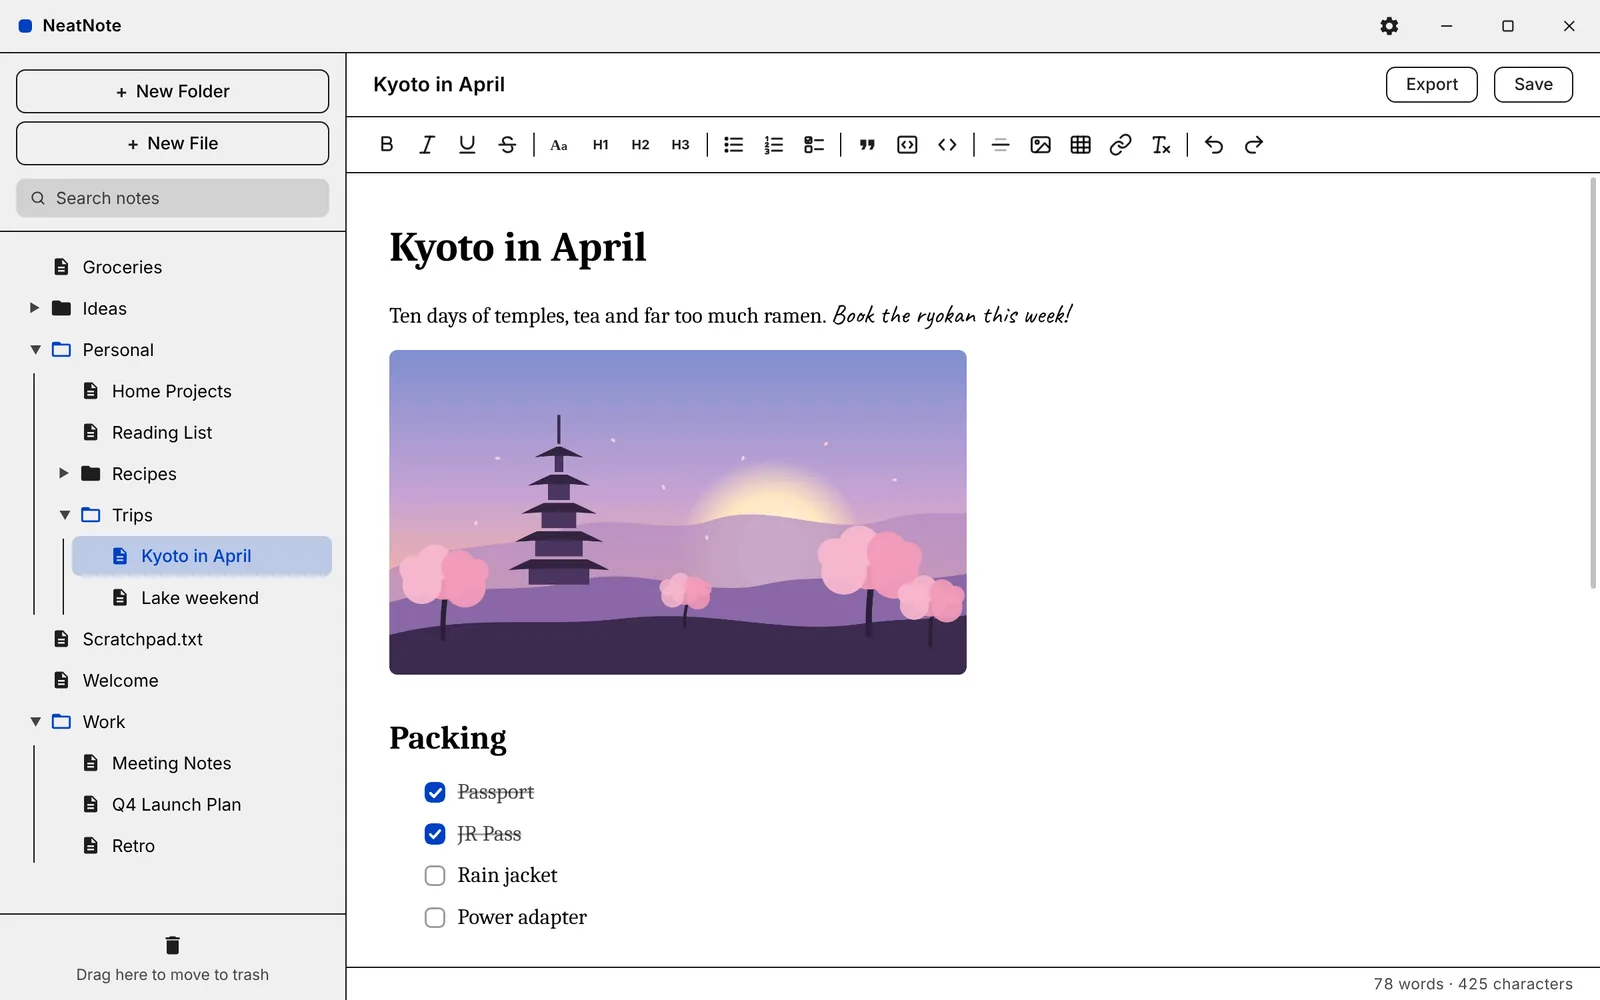 NeatNote
+ New Folder
+ New File
Search notes
Groceries
Ideas
Personal
Home Projects
Reading List
Recipes
Trips
Kyoto in April
Lake weekend
Scratchpad.txt
Welcome
Work
Meeting Notes
Q4 Launch Plan
Retro
Drag here to move to trash
Kyoto in April
Export
Save
B I U S Aa H1 H2 H3
Kyoto in April
Ten days of temples, tea and far too much ramen. Book the ryokan this week!
Packing
Passport
JR Pass
Rain jacket
Power adapter
78 words · 425 characters